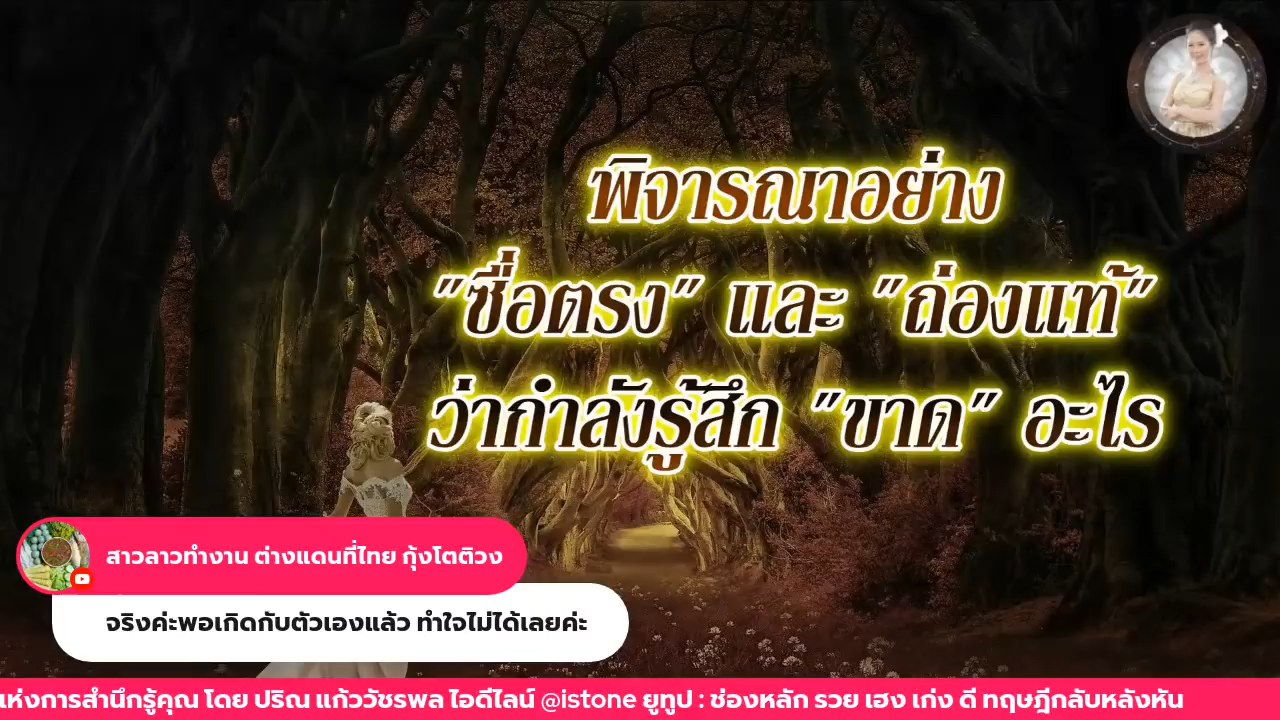 พิจารณาอย่าง
"ซื่อตรง" และ "ถ่องแท้"
ว่ากำลังรู้สึก "ขาด" อะไร
สาวลาวทำงาน ต่างแดนที่ไทย กุ้งโตติวง
จริงค่ะพอเกิดกับตัวเองแล้ว ทำใจไม่ได้เลยค่ะ
แห่งการสำนึกรู้คุณ โดย ปริณ แก้ววัชรพล ไอดีไลน์ @istone ยูทูป : ช่องหลัก รวย เฮง เก่ง ดี ทฤษฎีกลับหลังหัน